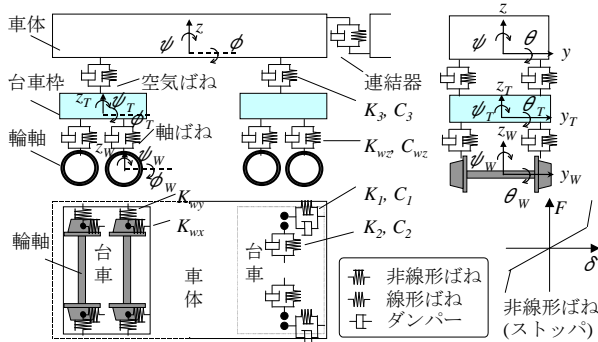 車体
z
ψ
ϕ
連結器
台車枠
空気ばね
z_T
ψ_T
ϕ_T
K_3, C_3
輪軸
軸ばね
z_W
ψ_W
ϕ_W
K_wz, C_wz
z
ψ
θ
y
z_T
ψ_T
θ_T
y_T
z_W
ψ_W
y_W
θ_W
K_wy
K_wx
輪軸
台車
車体
台車
K_1, C_1
K_2, C_2
非線形ばね
線形ばね
ダンパー
F
δ
非線形ばね
(ストッパ)